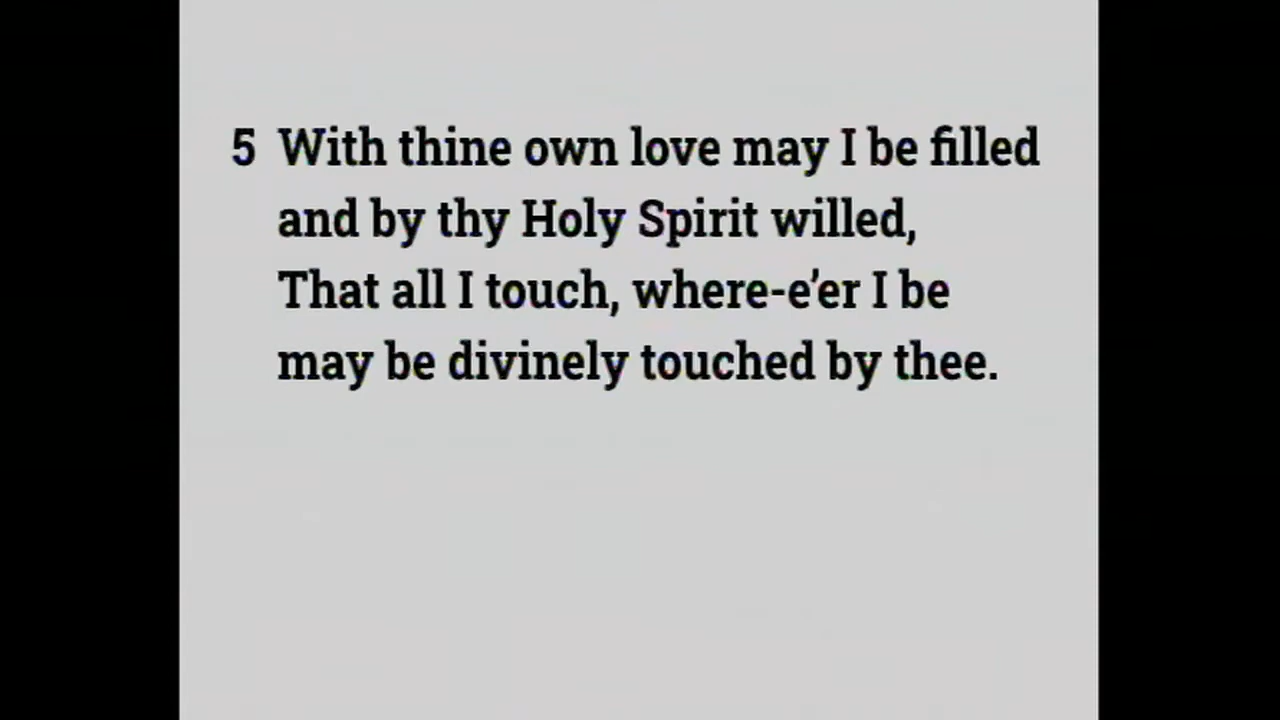 5 With thine own love may I be filled
and by thy Holy Spirit willed,
That all I touch, where-e’er I be
may be divinely touched by thee.